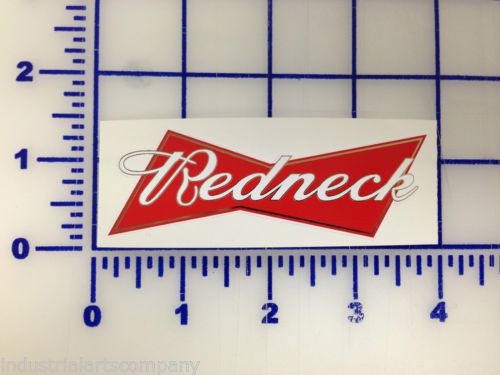 2
Redneck
1
0
0 1 2 3 4
industrialartscompany